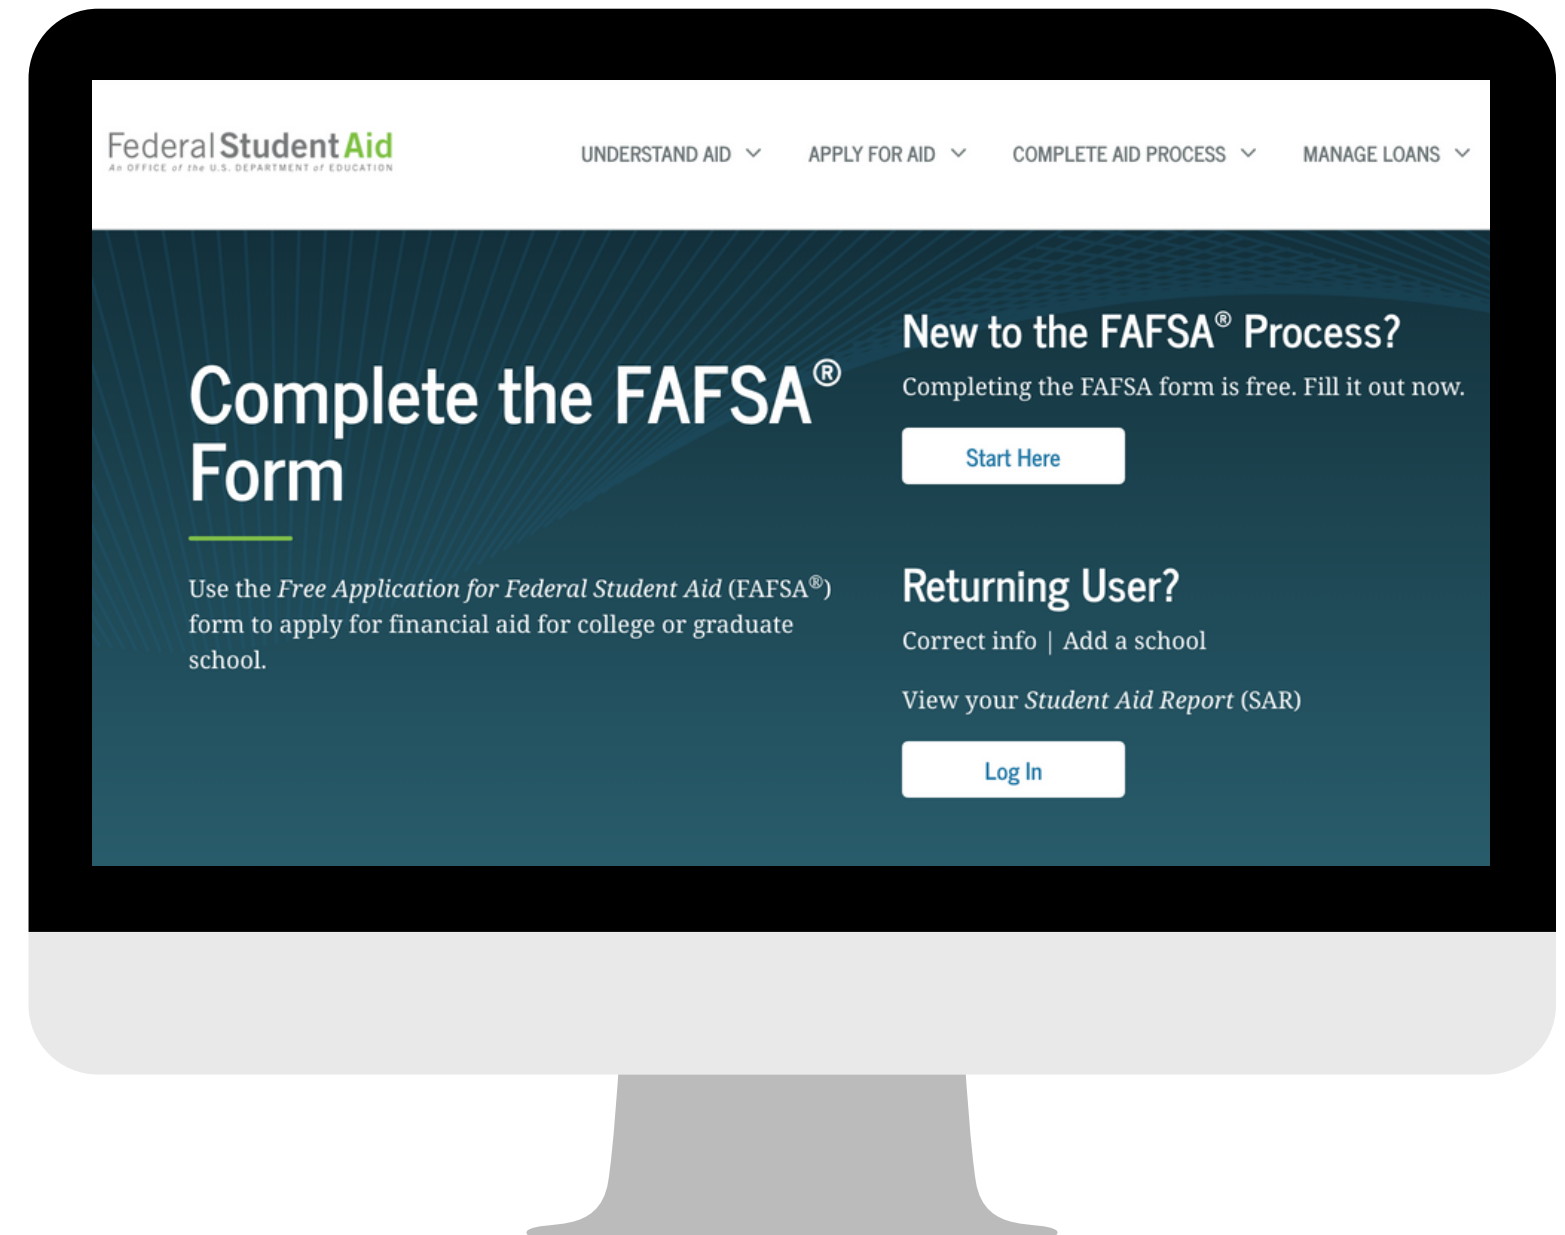 Federal Student Aid
An OFFICE of the U.S. DEPARTMENT of EDUCATION
UNDERSTAND AID
APPLY FOR AID
COMPLETE AID PROCESS
MANAGE LOANS
Complete the FAFSA®
Form
Use the Free Application for Federal Student Aid (FAFSA®)
form to apply for financial aid for college or graduate
school.
New to the FAFSA® Process?
Completing the FAFSA form is free. Fill it out now.
Start Here
Returning User?
Correct info | Add a school
View your Student Aid Report (SAR)
Log In